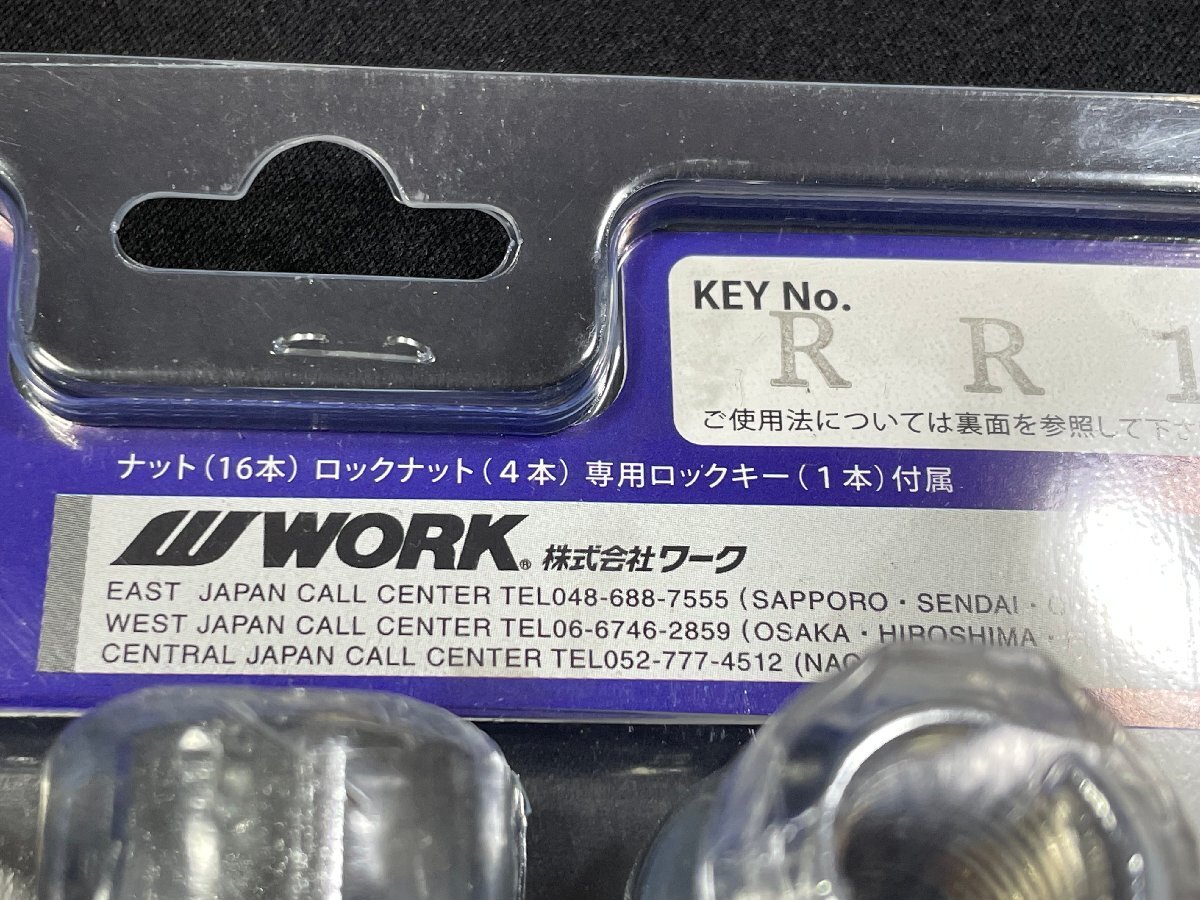 KEY No.
R R 1
ご使用法については裏面を参照して下さ
ナット(16本) ロックナット(4本) 専用ロックキー(1本)付属
WORK® 株式会社ワーク
EAST JAPAN CALL CENTER TEL048-688-7555 (SAPPORO・SENDAI・
WEST JAPAN CALL CENTER TEL06-6746-2859 (OSAKA・HIROSHIMA・
CENTRAL JAPAN CALL CENTER TEL052-777-4512